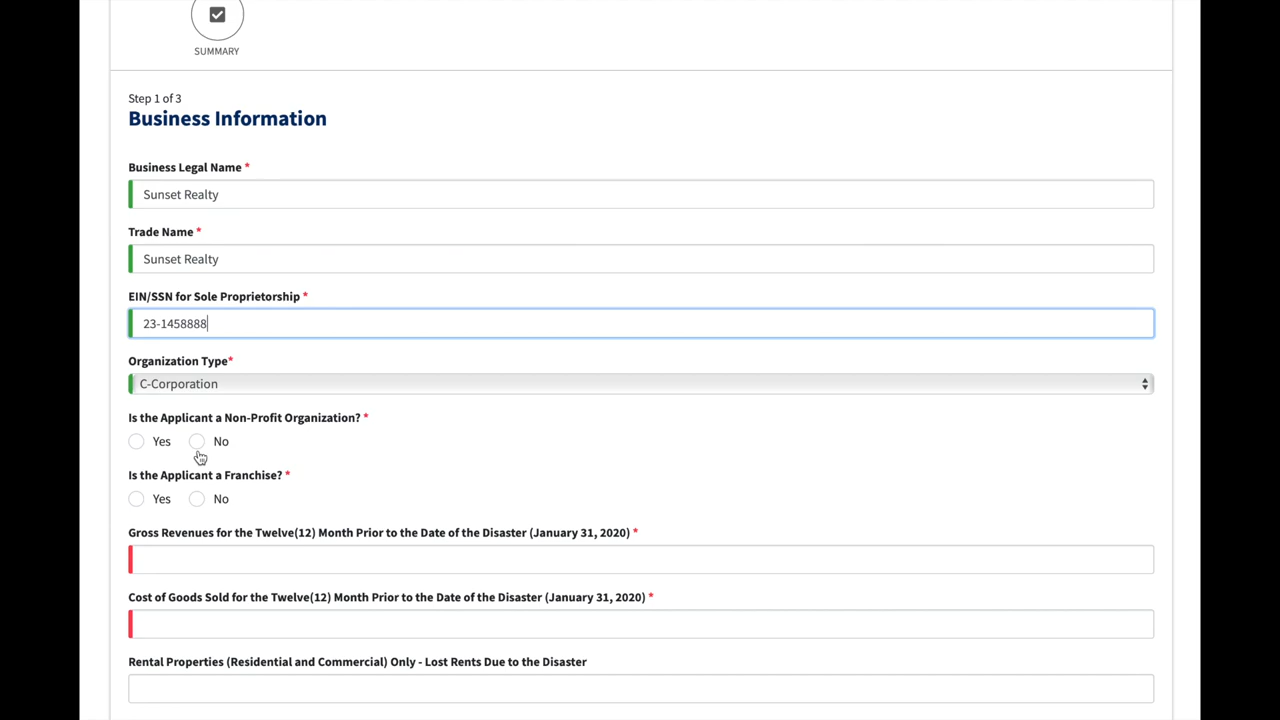 SUMMARY
Step 1 of 3
Business Information
Business Legal Name *
Sunset Realty
Trade Name *
Sunset Realty
EIN/SSN for Sole Proprietorship *
23-1458888
Organization Type*
C-Corporation
Is the Applicant a Non-Profit Organization? *
Yes No
Is the Applicant a Franchise? *
Yes No
Gross Revenues for the Twelve(12) Month Prior to the Date of the Disaster (January 31, 2020) *
Cost of Goods Sold for the Twelve(12) Month Prior to the Date of the Disaster (January 31, 2020) *
Rental Properties (Residential and Commercial) Only - Lost Rents Due to the Disaster